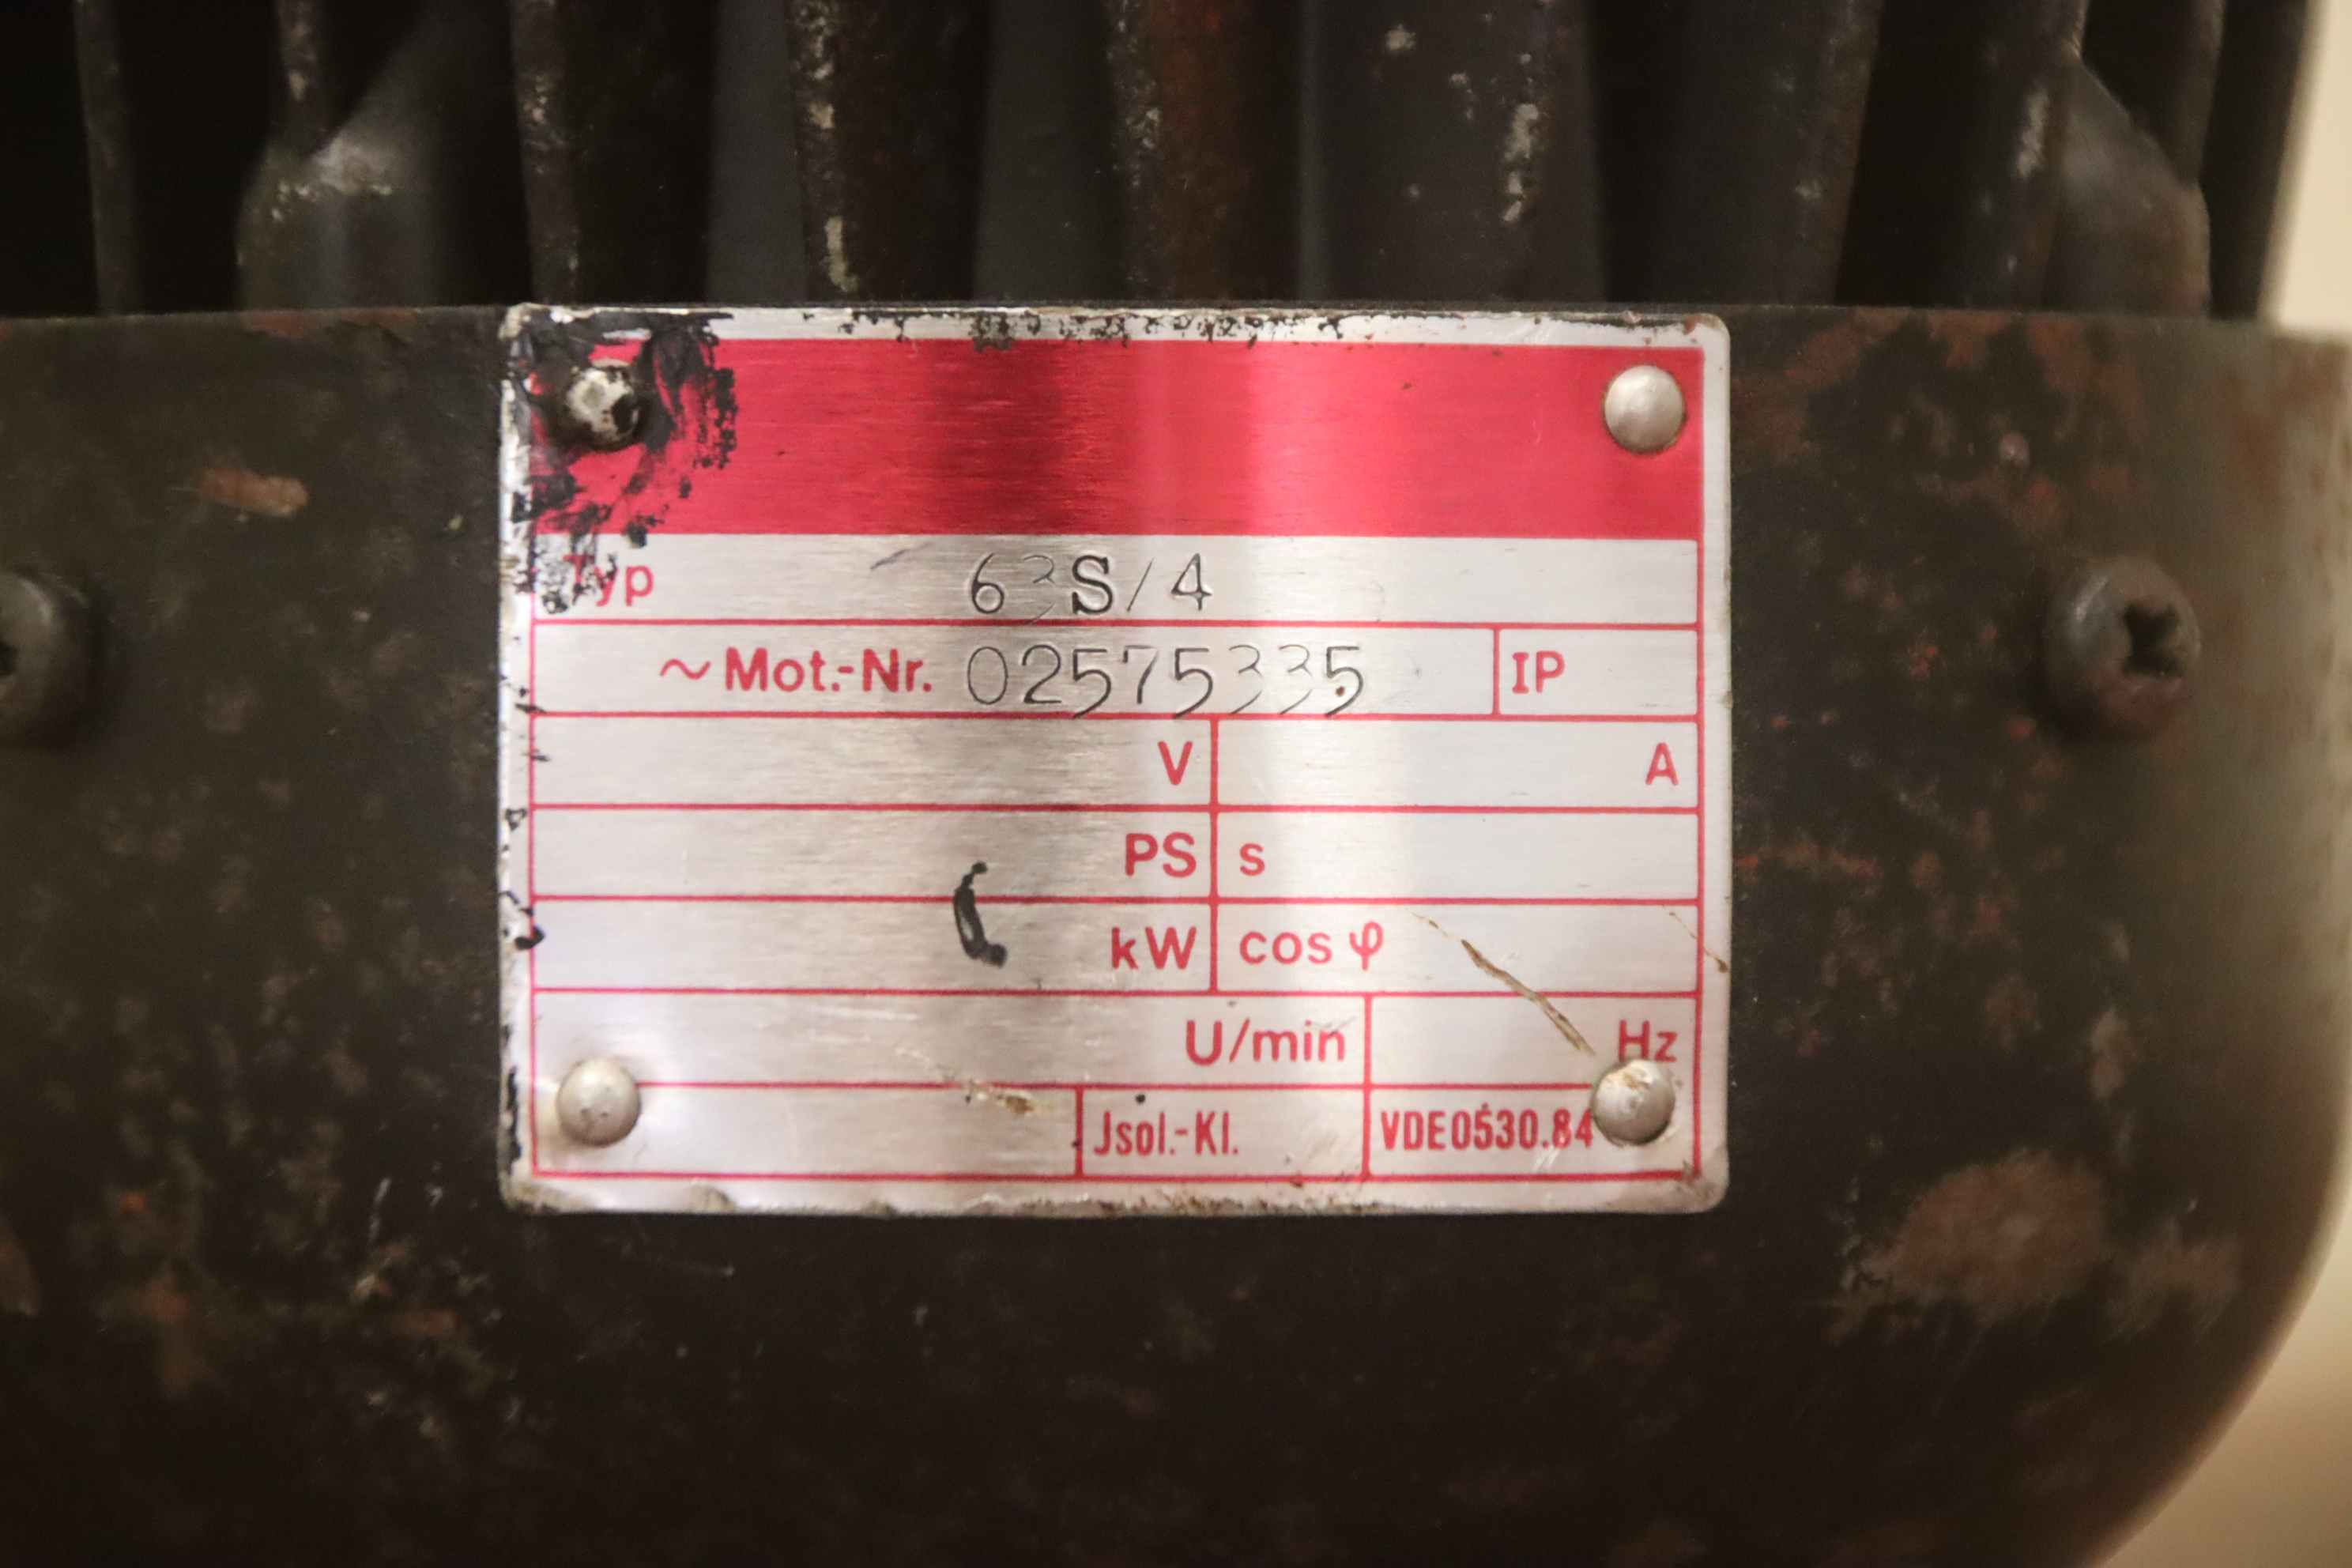 Typ 63S/4
~Mot.-Nr. 02575335 IP
V A
PS s
kW cos φ
U/min Hz
Jsol.-Kl. VDE0530.84